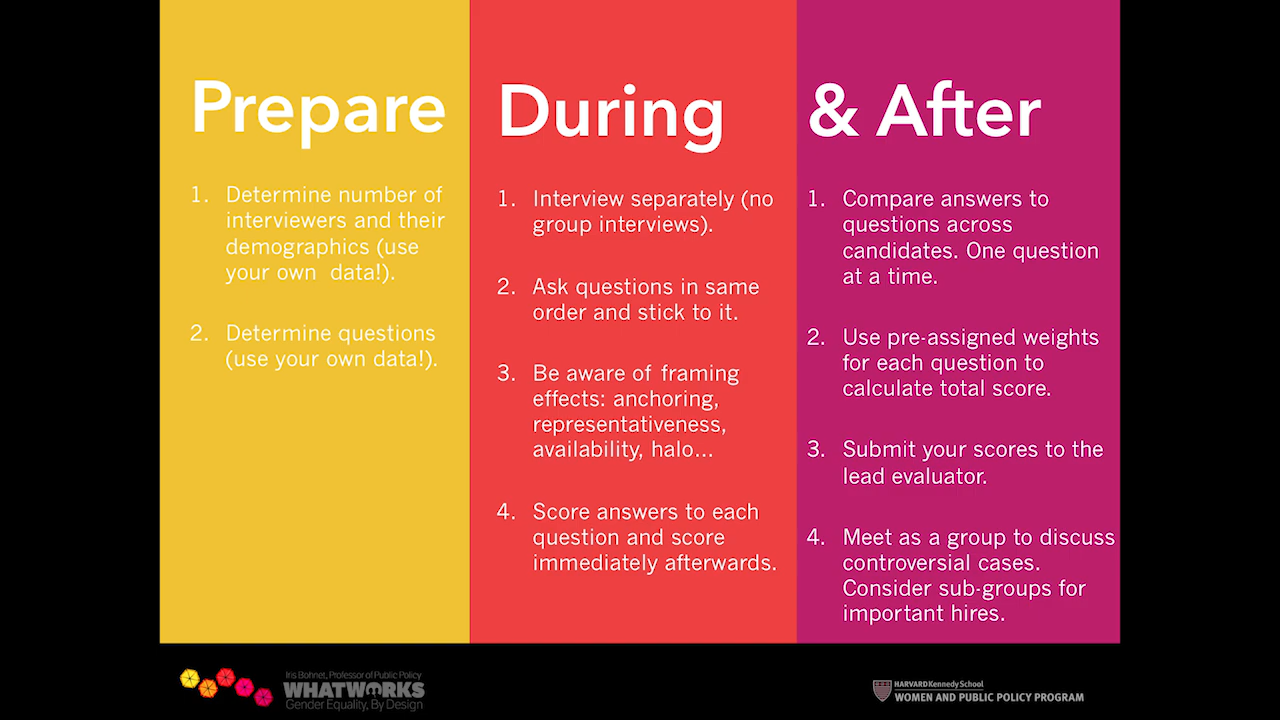 Prepare
1. Determine number of
interviewers and their
demographics (use
your own data!).
2. Determine questions
(use your own data!).
During
1. Interview separately (no
group interviews).
2. Ask questions in same
order and stick to it.
3. Be aware of framing
effects: anchoring,
representativeness,
availability, halo...
4. Score answers to each
question and score
immediately afterwards.
& After
1. Compare answers to
questions across
candidates. One question
at a time.
2. Use pre-assigned weights
for each question to
calculate total score.
3. Submit your scores to the
lead evaluator.
4. Meet as a group to discuss
controversial cases.
Consider sub-groups for
important hires.
Iris Bohnet, Professor of Public Policy
WHATWORKS
Gender Equality, By Design
HARVARD Kennedy School
WOMEN AND PUBLIC POLICY PROGRAM